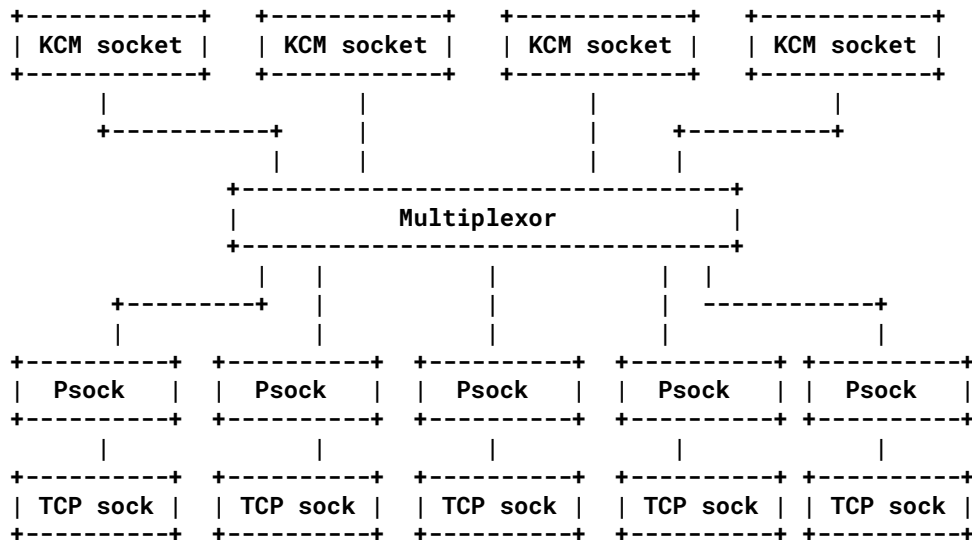 +------------+   +------------+   +------------+   +------------+
| KCM socket |   | KCM socket |   | KCM socket |   | KCM socket |
+------------+   +------------+   +------------+   +------------+
      |                 |               |                |
      +-----------+     |               |     +----------+
                  |     |               |     |
               +----------------------------------+
               |           Multiplexor            |
               +----------------------------------+
                 |   |           |           |  |
       +---------+   |           |           |  ------------+
       |             |           |           |              |
+----------+  +----------+  +----------+  +----------+ +----------+
|  Psock   |  |  Psock   |  |  Psock   |  |  Psock   | |  Psock   |
+----------+  +----------+  +----------+  +----------+ +----------+
      |              |           |            |             |
+----------+  +----------+  +----------+  +----------+ +----------+
| TCP sock |  | TCP sock |  | TCP sock |  | TCP sock | | TCP sock |
+----------+  +----------+  +----------+  +----------+ +----------+